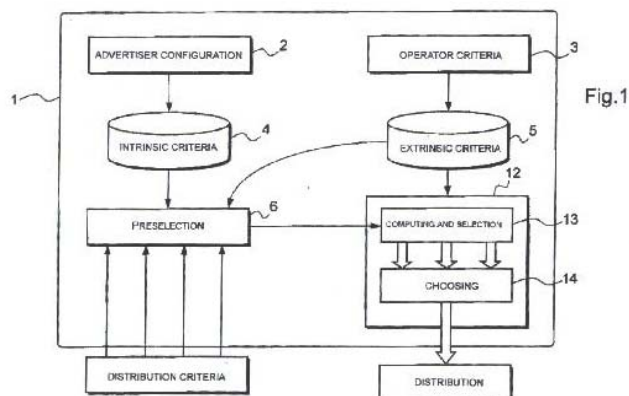 ADVERTISER CONFIGURATION
2
OPERATOR CRITERIA
3
Fig.1
1
INTRINSIC CRITERIA
4
EXTRINSIC CRITERIA
5
12
PRESELECTION
6
COMPUTING AND SELECTION
13
CHOOSING
14
DISTRIBUTION CRITERIA
DISTRIBUTION